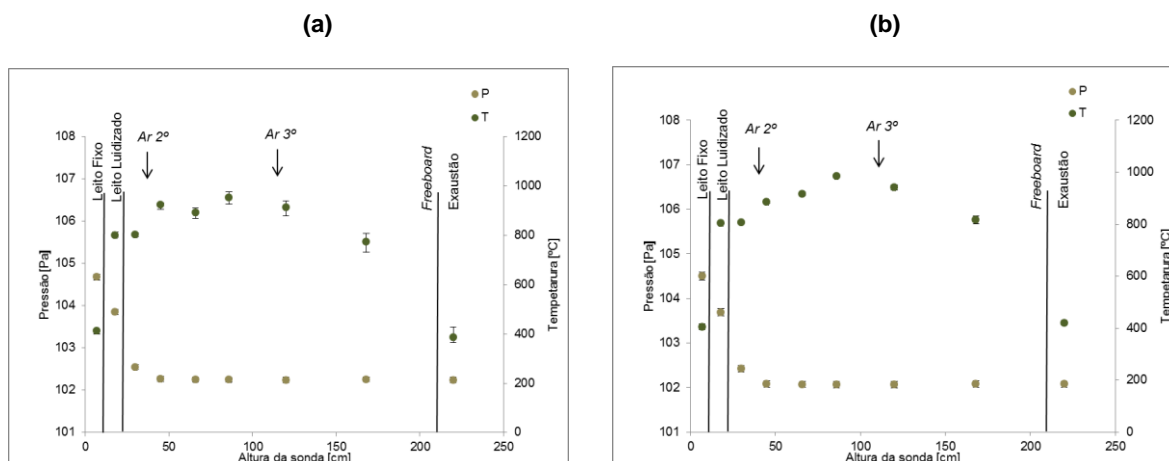 (a)
P
T
108
107
106
105
104
103
102
101
Pressão [Pa]
Leito Fixo
Leito Luidizado
Ar 2º
Ar 3º
Freeboard
Exaustão
1200
1000
800
600
400
200
0
Tempetarura [ºC]
0
50
100
150
200
250
Altura da sonda [cm]
(b)
P
T
108
107
106
105
104
103
102
101
Pressão [Pa]
Leito Fixo
Leito Luidizado
Ar 2º
Ar 3º
Freeboard
Exaustão
1200
1000
800
600
400
200
0
Tempetarura [ºC]
0
50
100
150
200
250
Altura da sonda [cm]